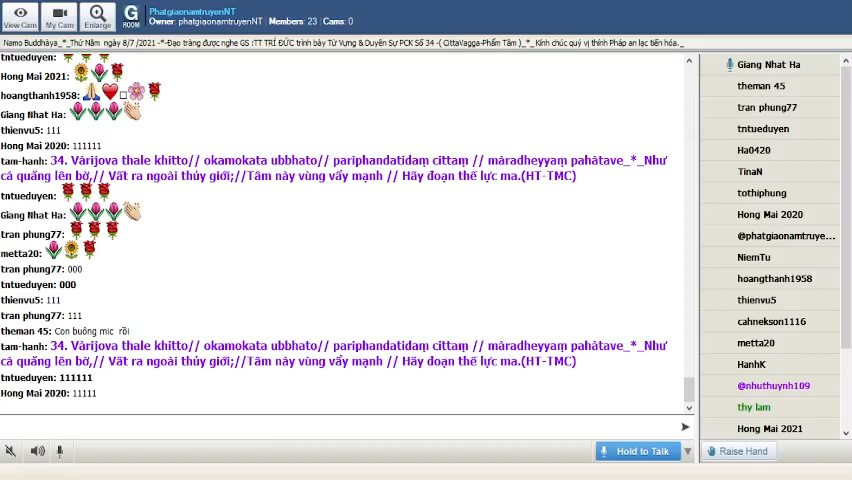 PhatgiaonamtruyenNT
Owner: phatgiaonamtruyenNT | Members: 23 | Cams: 0
View Cam
My Cam
Enlarge
G
ROOM
Namo Buddhàya_*_Thứ Năm ngày 8/7 /2021 -*-Đạo tràng được nghe GS :TT TRÍ ĐỨC trình bày Từ Vựng & Duyên Sự PCK Số 34 -( CittaVagga-Phẩm Tâm )_*_Kính chúc quý vị thính Pháp an lạc tiến hóa._
tntueduyen:
Hong Mai 2021:
hoangthanh1958:
Giang Nhat Ha:
thienvu5: 111
Hong Mai 2020: 111111
tam-hanh: 34. Vàrijova thale khitto// okamokata ubbhato// pariphandatidaṃ cittaṃ // màradheyyaṃ pahàtave_*_Như
cá quăng lên bờ,// Vất ra ngoài thủy giới;//Tâm này vùng vẫy mạnh // Hãy đoạn thế lực ma.(HT-TMC)
tntueduyen:
Giang Nhat Ha:
tran phung77:
metta20:
tran phung77: 000
tntueduyen: 000
thienvu5: 111
tran phung77: 111
theman 45: Con buông mic rồi
tam-hanh: 34. Vàrijova thale khitto// okamokata ubbhato// pariphandatidaṃ cittaṃ // màradheyyaṃ pahàtave_*_Như
cá quăng lên bờ,// Vất ra ngoài thủy giới;//Tâm này vùng vẫy mạnh // Hãy đoạn thế lực ma.(HT-TMC)
tntueduyen: 111111
Hong Mai 2020: 11111
Hold to Talk
Giang Nhat Ha
theman 45
tran phung77
tntueduyen
Ha0420
TinaN
tothiphung
Hong Mai 2020
@phatgiaonamtruye...
NiemTu
hoangthanh1958
thienvu5
cahnekson1116
metta20
HanhK
@nhuthuynh109
thy lam
Hong Mai 2021
Raise Hand